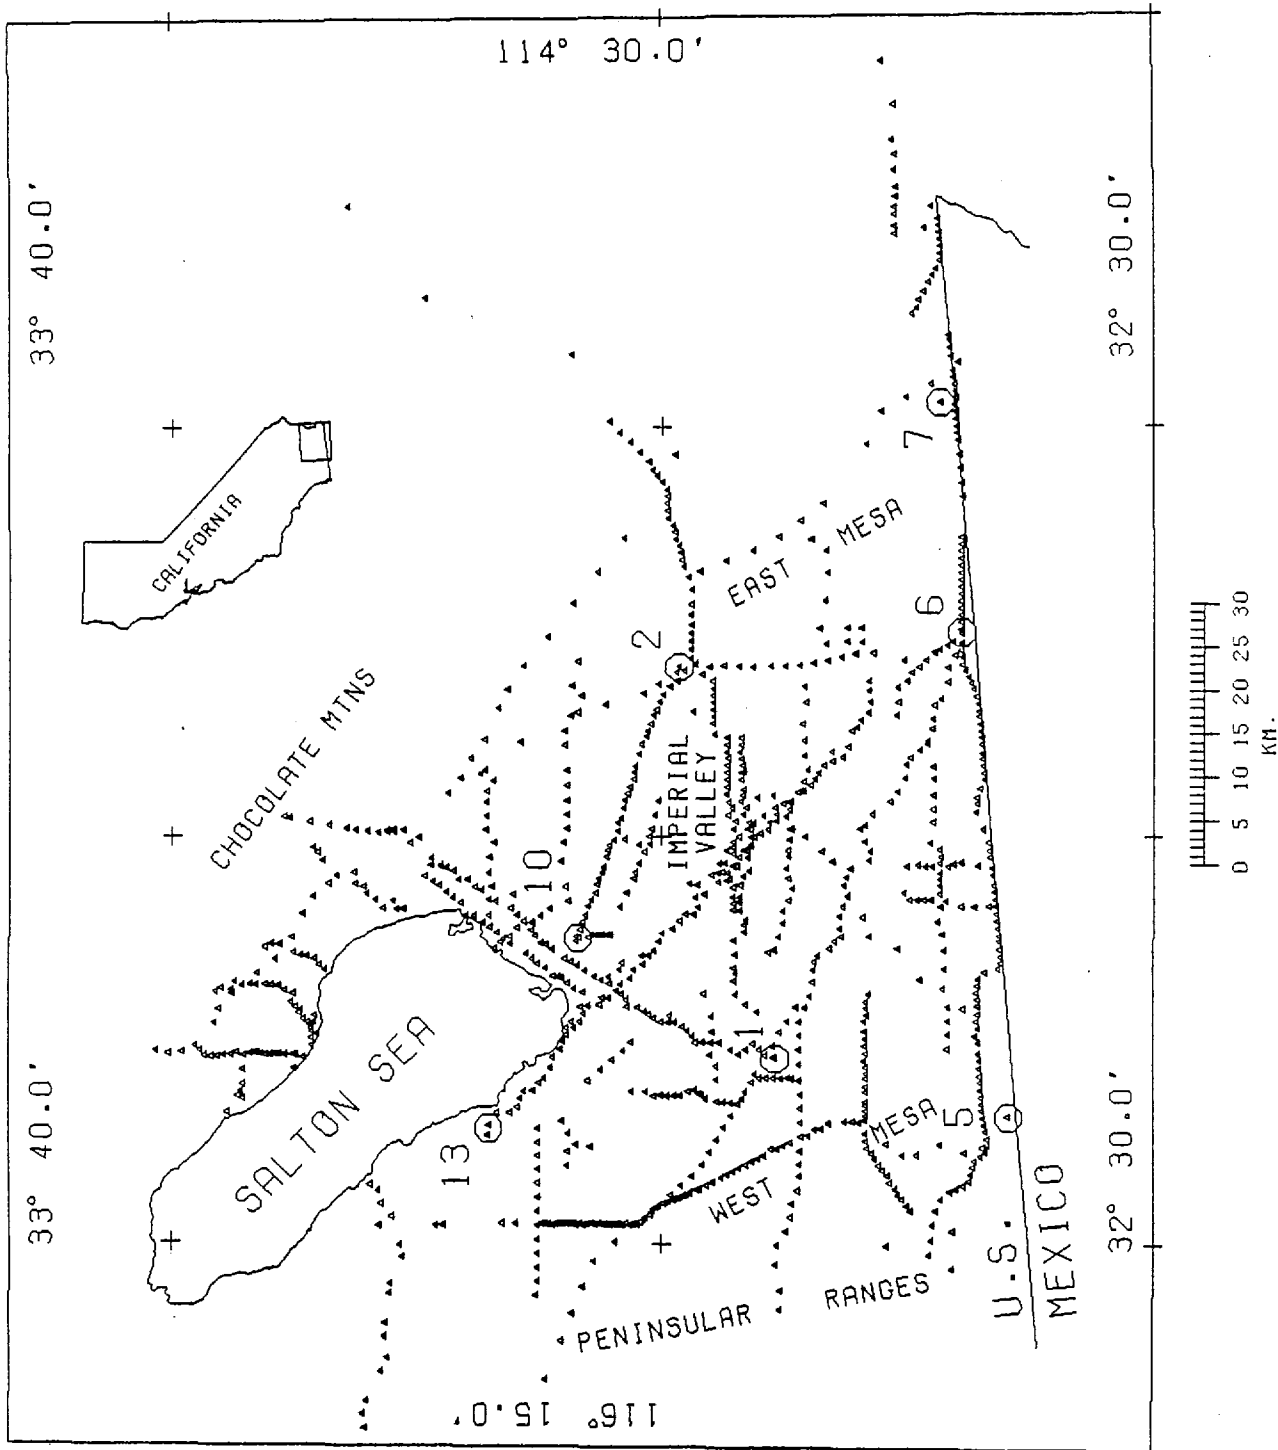 114° 30.0'
33° 40.0'
32° 30.0'
CALIFORNIA
CHOCOLATE MTNS
7
EAST MESA
6
2
IMPERIAL
VALLEY
10
1
SALTON SEA
13
33° 40.0'
32° 30.0'
WEST MESA
5
PENINSULAR RANGES
U.S.
MEXICO
116° 15.0'
0 5 10 15 20 25 30
KM.